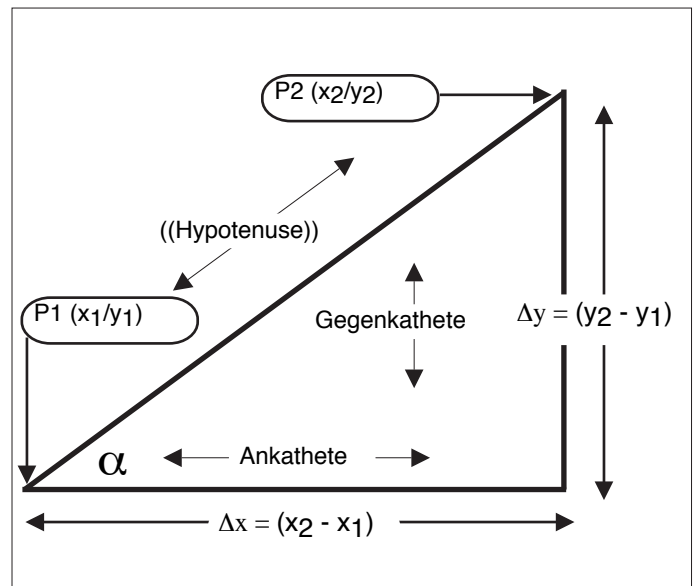 P2 (x2/y2)
((Hypotenuse))
P1 (x1/y1)
Gegenkathete
Δy = (y2 - y1)
α
Ankathete
Δx = (x2 - x1)